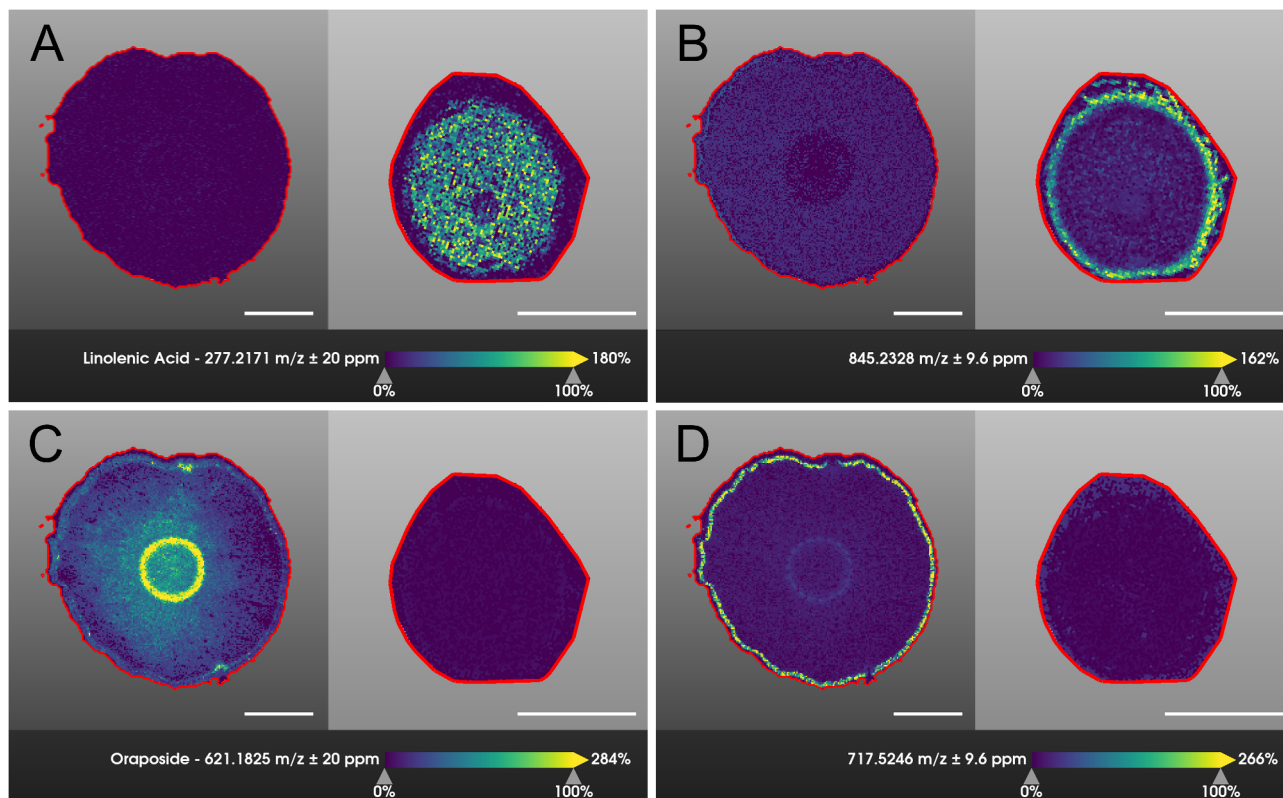 A
B
Linolenic Acid - 277.2171 m/z ± 20 ppm 180%
0% 100%
845.2328 m/z ± 9.6 ppm 162%
0% 100%
C
D
Oraposide - 621.1825 m/z ± 20 ppm 284%
0% 100%
717.5246 m/z ± 9.6 ppm 266%
0% 100%